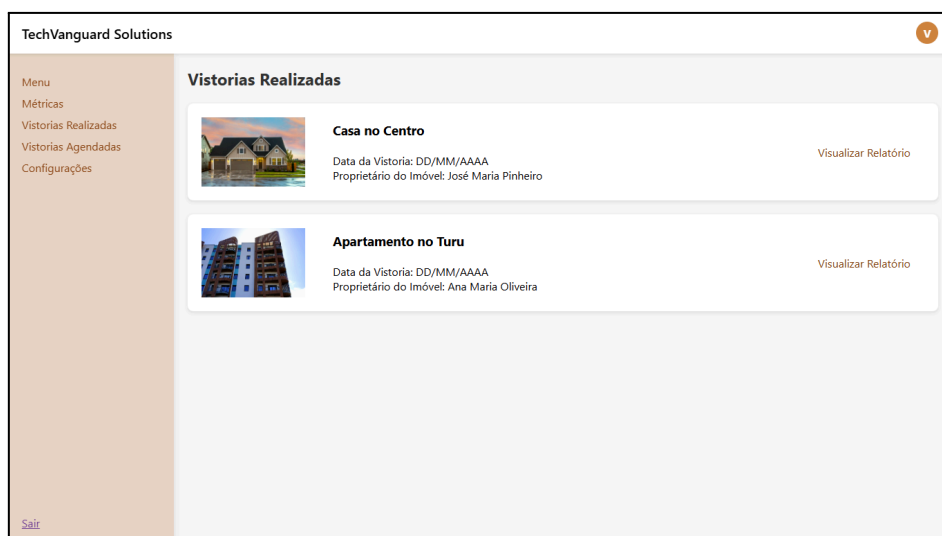 TechVanguard Solutions
V
Menu
Métricas
Vistorias Realizadas
Vistorias Agendadas
Configurações
Sair
Vistorias Realizadas
Casa no Centro
Data da Vistoria: DD/MM/AAAA
Proprietário do Imóvel: José Maria Pinheiro
Visualizar Relatório
Apartamento no Turu
Data da Vistoria: DD/MM/AAAA
Proprietário do Imóvel: Ana Maria Oliveira
Visualizar Relatório